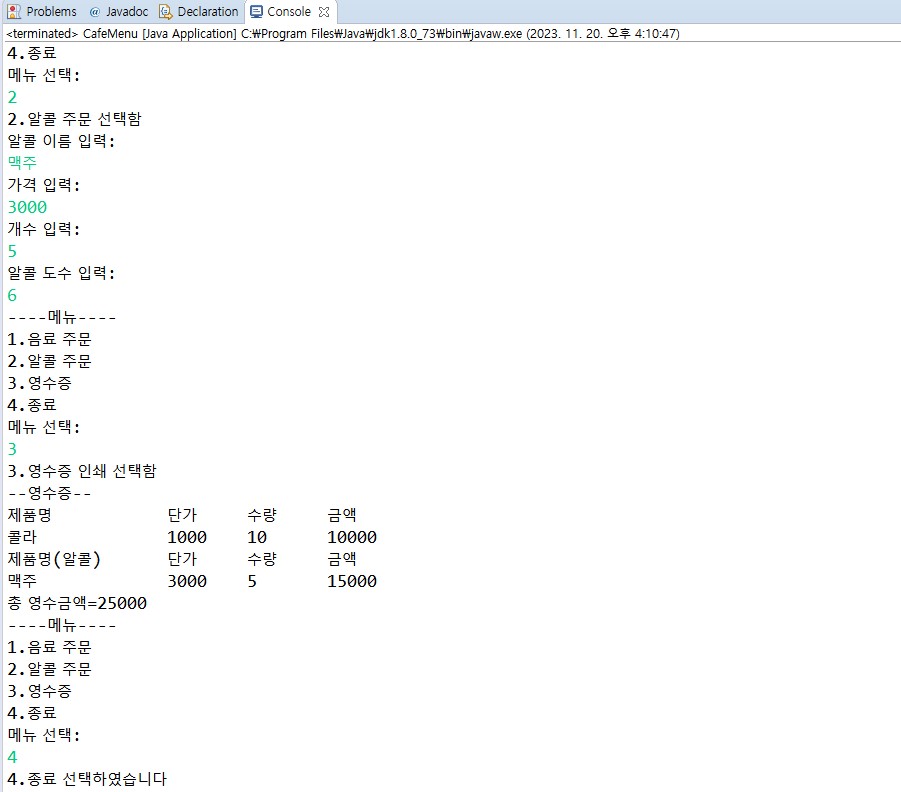 Problems @ Javadoc Declaration Console
<terminated> CafeMenu [Java Application] C:₩Program Files₩Java₩jdk1.8.0_73₩bin₩javaw.exe (2023. 11. 20. 오후 4:10:47)
4.종료
메뉴 선택:
2
2.알콜 주문 선택함
알콜 이름 입력:
맥주
가격 입력:
3000
개수 입력:
5
알콜 도수 입력:
6
----메뉴----
1.음료 주문
2.알콜 주문
3.영수증
4.종료
메뉴 선택:
3
3.영수증 인쇄 선택함
--영수증--
제품명 단가 수량 금액
콜라 1000 10 10000
제품명(알콜) 단가 수량 금액
맥주 3000 5 15000
총 영수금액=25000
----메뉴----
1.음료 주문
2.알콜 주문
3.영수증
4.종료
메뉴 선택:
4
4.종료 선택하였습니다